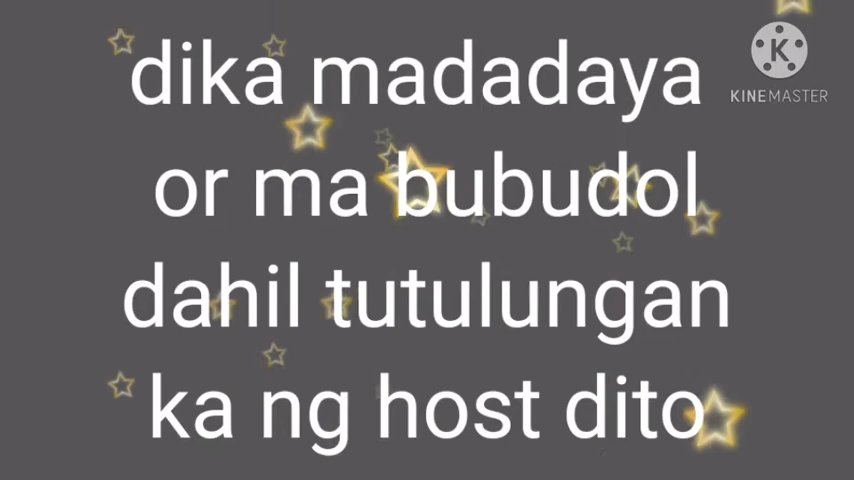 dika madadaya
or ma bubudol
dahil tutulungan
ka ng host dito
K
KINEMASTER